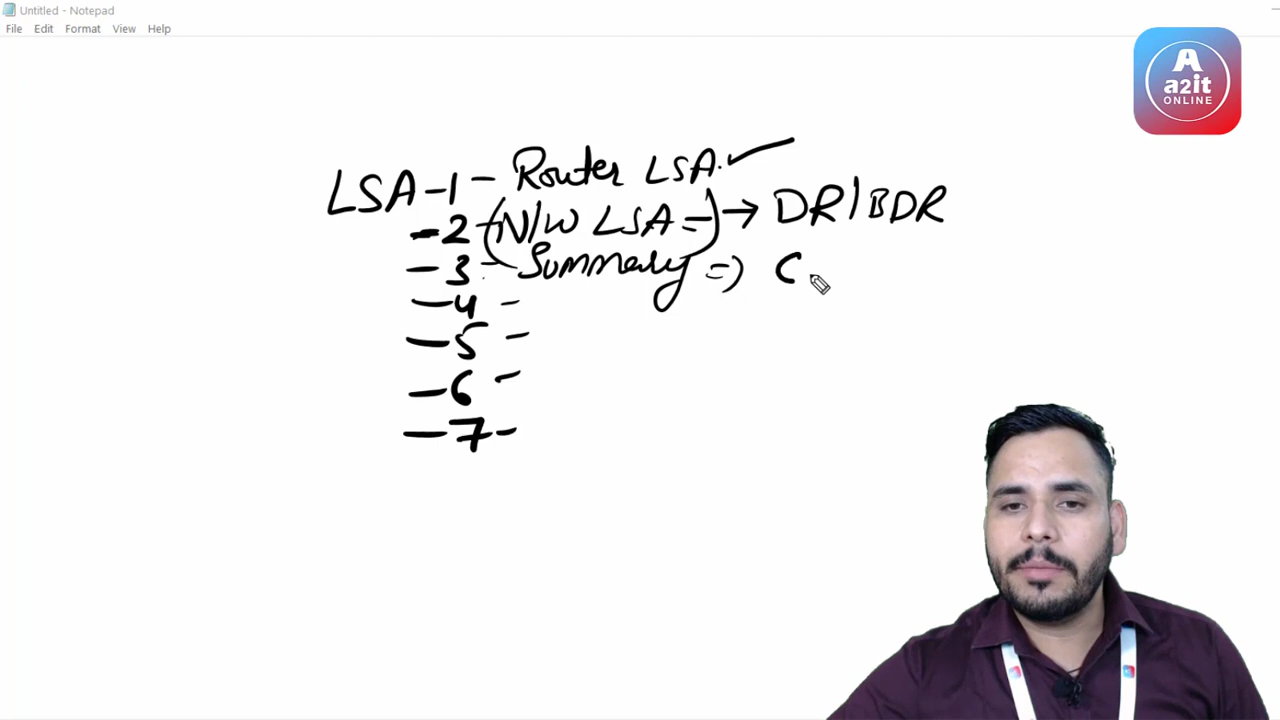 Untitled - Notepad
File Edit Format View Help
A
a2it
ONLINE
LSA-1 - Router LSA. ✓
-2 - (N/W LSA =) → DR/BDR
-3 - Summary => C
-4 -
-5 -
-6 -
-7 -